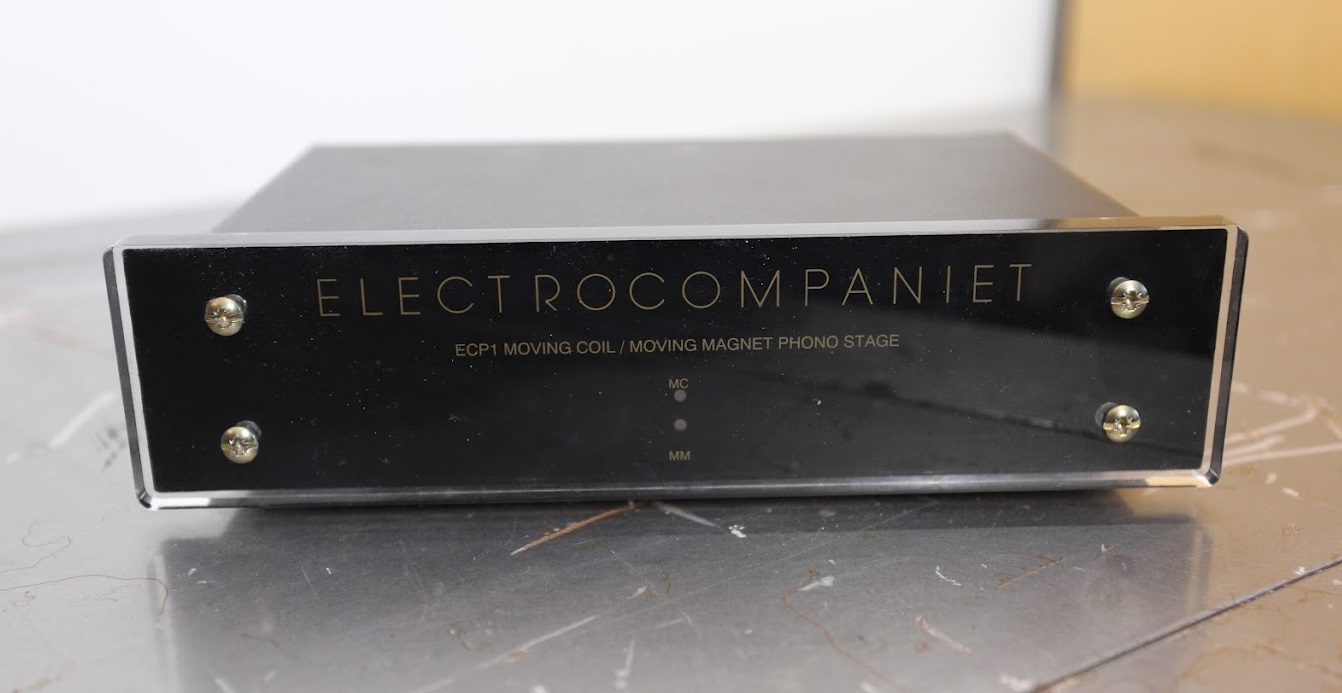 ELECTROCOMPANIET
ECP1 MOVING COIL / MOVING MAGNET PHONO STAGE
MC
MM